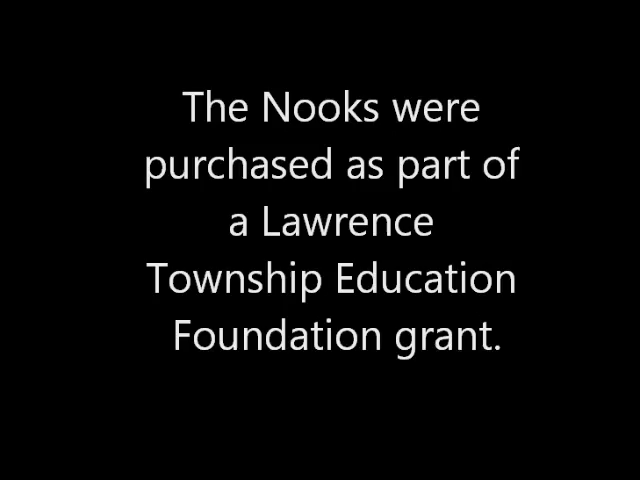 The Nooks were
purchased as part of
a Lawrence
Township Education
Foundation grant.